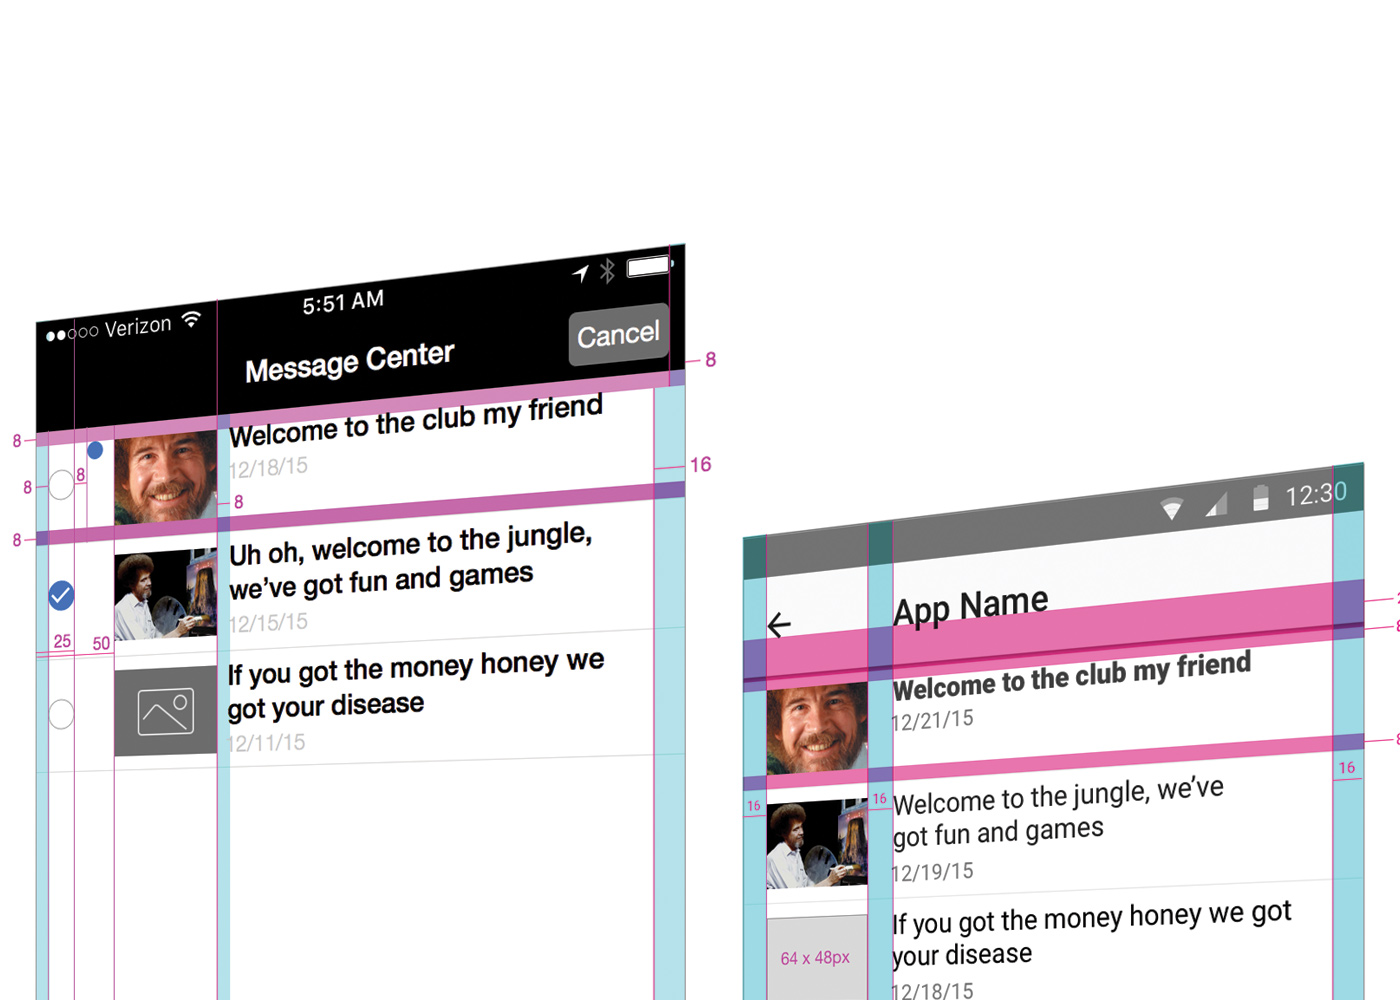 Verizon
5:51 AM
Message Center
Cancel
8
8
Welcome to the club my friend
12/18/15
8
8
16
8
8
Uh oh, welcome to the jungle,
we've got fun and games
12/15/15
25
50
If you got the money honey we
got your disease
12/11/15
12:30
App Name
8
Welcome to the club my friend
12/21/15
8
16
16
16
Welcome to the jungle, we've
got fun and games
12/19/15
64 x 48px
If you got the money honey we got
your disease
12/18/15